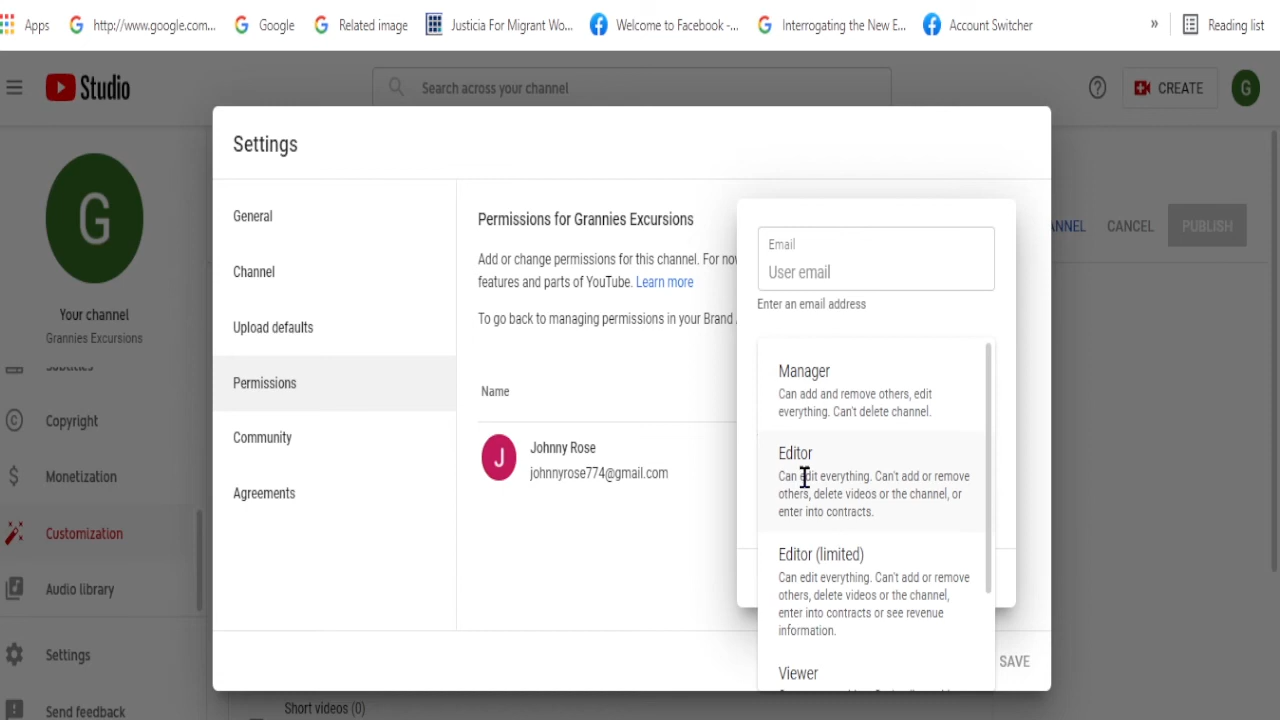 Apps
http://www.google.com...
Google
Related image
Justicia For Migrant Wo...
Welcome to Facebook -...
Interrogating the New E...
Account Switcher
»
Reading list
Studio
Search across your channel
CREATE
G
G
Your channel
Grannies Excursions
Copyright
Monetization
Customization
Audio library
Settings
Send feedback
Settings
General
Channel
Upload defaults
Permissions
Community
Agreements
Permissions for Grannies Excursions
Add or change permissions for this channel. For nov
features and parts of YouTube. Learn more
To go back to managing permissions in your Brand
Name
J
Johnny Rose
johnnyrose774@gmail.com
Email
User email
Enter an email address
Manager
Can add and remove others, edit
everything. Can't delete channel.
Editor
Can edit everything. Can't add or remove
others, delete videos or the channel, or
enter into contracts.
Editor (limited)
Can edit everything. Can't add or remove
others, delete videos or the channel,
enter into contracts or see revenue
information.
Viewer
ANNEL
CANCEL
PUBLISH
SAVE
Short videos (0)